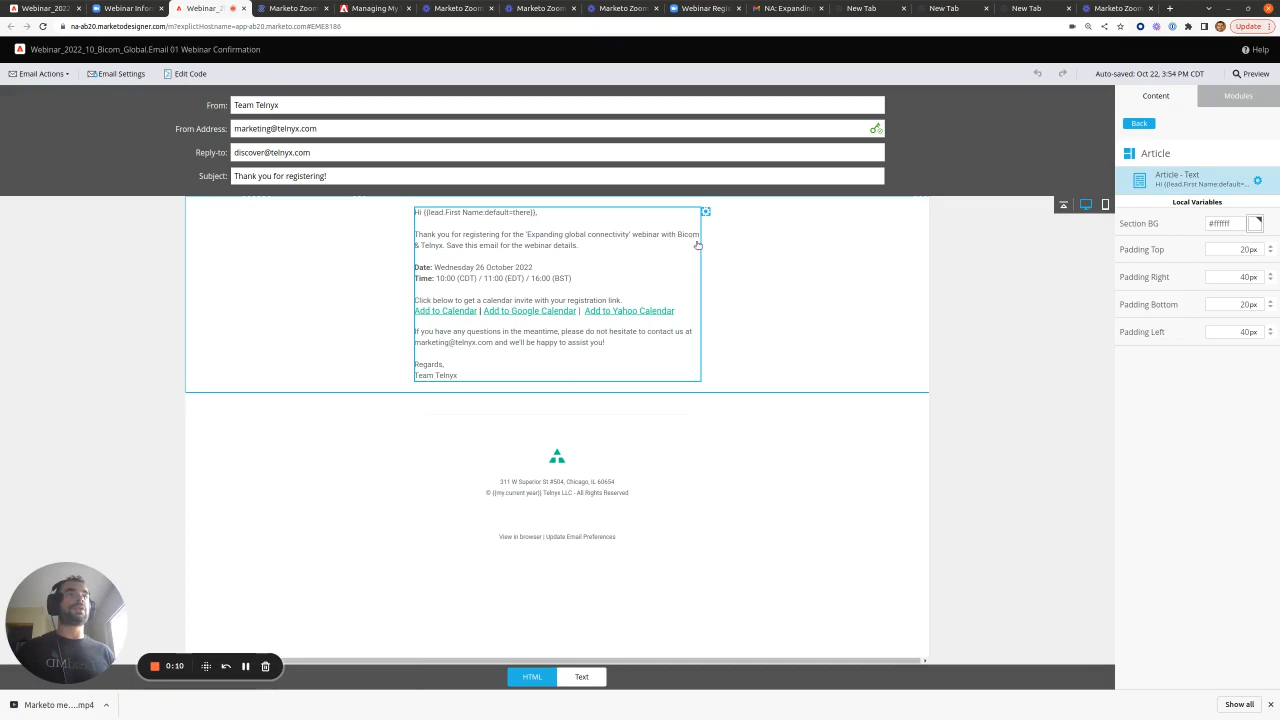 Webinar_2022
Webinar Inform
Webinar_2
Marketo Zoom
Managing My
Marketo Zoom
Marketo Zoom
Marketo Zoom
Webinar Regi
NA: Expanding
New Tab
New Tab
New Tab
Marketo Zoom
na-ab20.marketodesigner.com/m?explictHostname=app-ab20.marketo.com#EME8186
Update
Webinar_2022_10_Bicom_Global.Email 01 Webinar Confirmation
Help
Email Actions
Email Settings
Edit Code
Auto-saved: Oct 22, 3:54 PM CDT
Preview
From: Team Telnyx
From Address: marketing@telnyx.com
Reply-to: discover@telnyx.com
Subject: Thank you for registering!
Content
Modules
Back
Article
Article - Text
Hi {{lead.First Name:default=...
Local Variables
Section BG #ffffff
Padding Top 20px
Padding Right 40px
Padding Bottom 20px
Padding Left 40px
Hi {{lead.First Name:default=there}},
Thank you for registering for the 'Expanding global connectivity' webinar with Bicom
& Telnyx. Save this email for the webinar details.
Date: Wednesday 26 October 2022
Time: 10:00 (CDT) / 11:00 (EDT) / 16:00 (BST)
Click below to get a calendar invite with your registration link.
Add to Calendar | Add to Google Calendar | Add to Yahoo Calendar
If you have any questions in the meantime, please do not hesitate to contact us at
marketing@telnyx.com and we'll be happy to assist you!
Regards,
Team Telnyx
311 W Superior St #504, Chicago, IL 60654
© {{my.current year}} Telnyx LLC - All Rights Reserved
View in browser | Update Email Preferences
0:10
HTML
Text
Marketo me....mp4
Show all